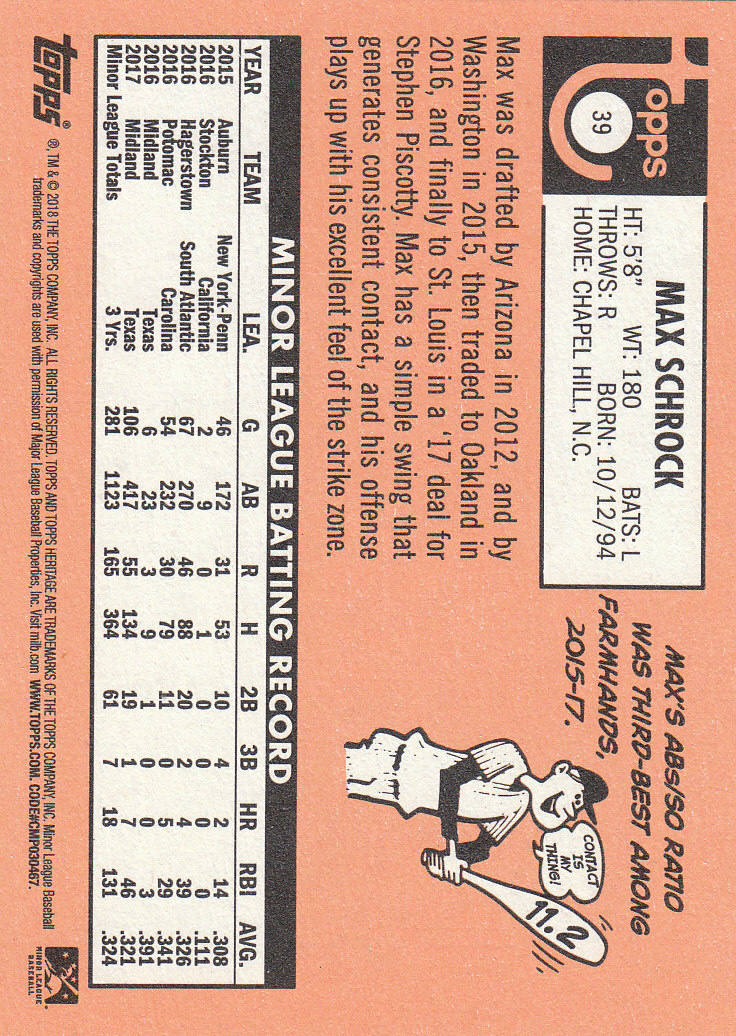 topps
39
MAX SCHROCK
HT: 5'8" WT: 180 BATS: L
THROWS: R BORN: 10/12/94
HOME: CHAPEL HILL, N.C.
MAX'S ABS/SO RATIO
WAS THIRD-BEST AMONG
FARMHANDS,
2015-17.
CONTACT
IS
MY
THING!
11.2
Max was drafted by Arizona in 2012, and by
Washington in 2015, then traded to Oakland in
2016, and finally to St. Louis in a '17 deal for
Stephen Piscotty. Max has a simple swing that
generates consistent contact, and his offense
plays up with his excellent feel of the strike zone.
MINOR LEAGUE BATTING RECORD
YEAR TEAM LEA. G AB R H 2B 3B HR RBI AVG.
2015 Auburn New York-Penn 46 172 31 53 10 4 2 14 .308
2016 Stockton California 2 9 0 1 0 0 0 0 .111
2016 Hagerstown South Atlantic 67 270 46 88 20 2 4 39 .326
2016 Potomac Carolina 54 232 30 79 11 0 5 29 .341
2016 Midland Texas 6 23 3 9 1 0 0 3 .391
2017 Midland Texas 106 417 55 134 19 1 7 46 .321
Minor League Totals 3 Yrs. 281 1123 165 364 61 7 18 131 .324
topps ® ®, TM & © 2018 THE TOPPS COMPANY, INC. ALL RIGHTS RESERVED. TOPPS AND TOPPS HERITAGE ARE TRADEMARKS OF THE TOPPS COMPANY, INC. Minor League Baseball
trademarks and copyrights are used with permission of Major League Baseball Properties, Inc. Visit milb.com WWW.TOPPS.COM. CODE#CMP030467.
MINOR LEAGUE
BASEBALL